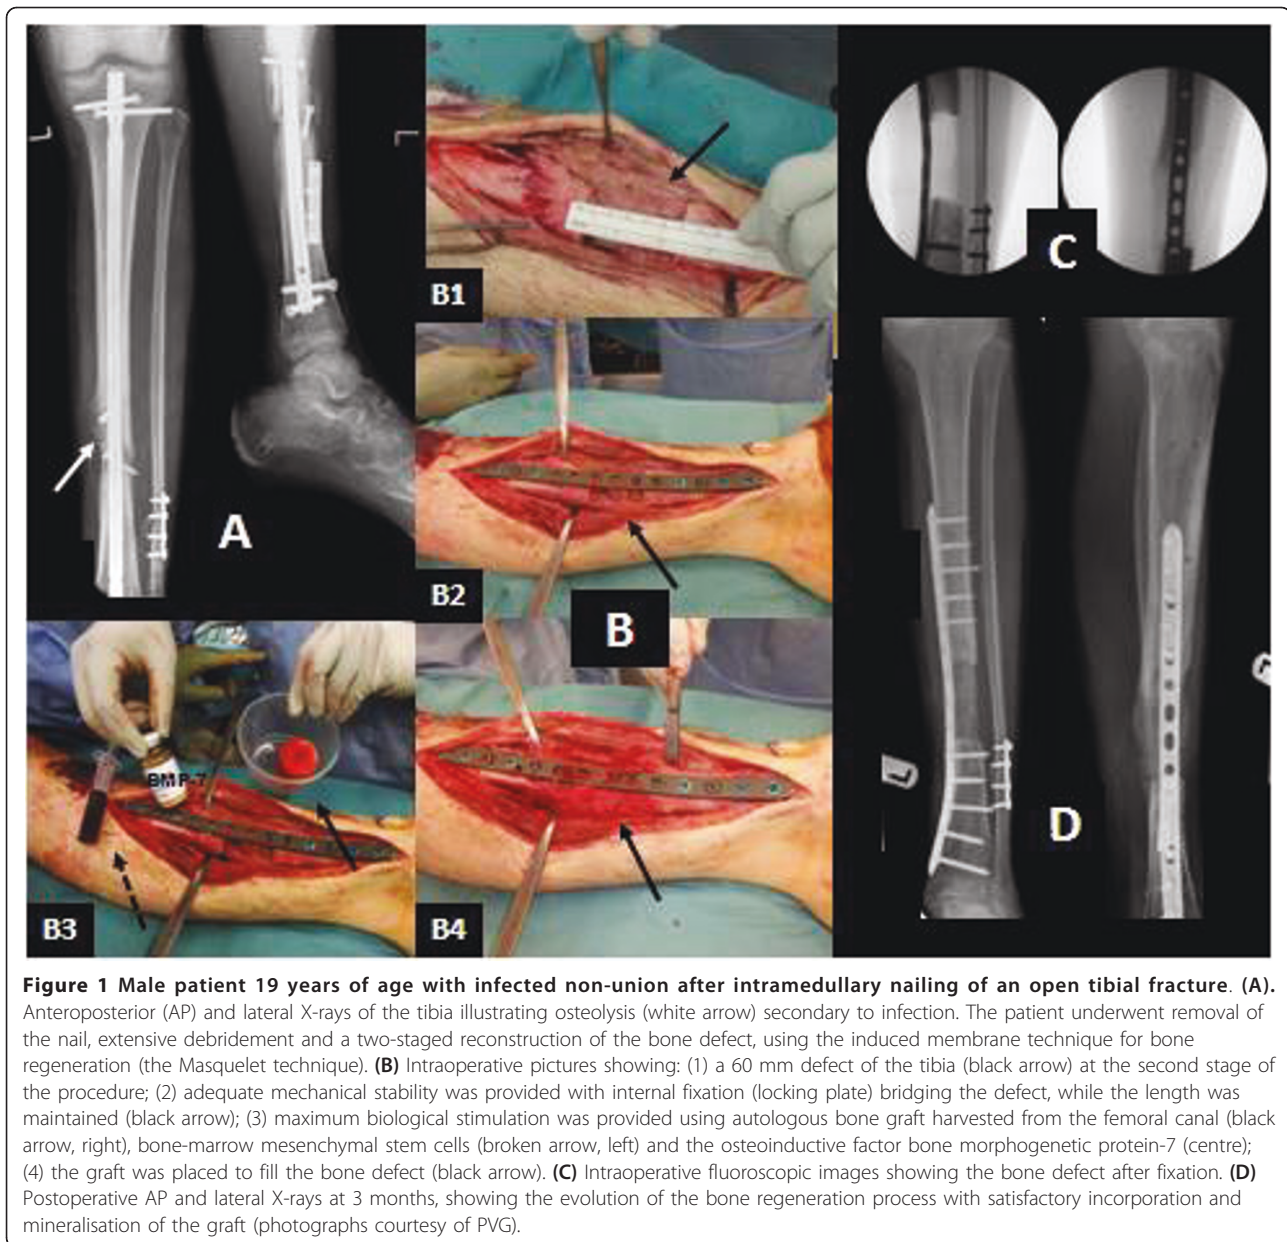 A
B1
B2
B
B3
BMP-7
B4
C
L
D
Figure 1 Male patient 19 years of age with infected non-union after intramedullary nailing of an open tibial fracture. (A).
Anteroposterior (AP) and lateral X-rays of the tibia illustrating osteolysis (white arrow) secondary to infection. The patient underwent removal of
the nail, extensive debridement and a two-staged reconstruction of the bone defect, using the induced membrane technique for bone
regeneration (the Masquelet technique). (B) Intraoperative pictures showing: (1) a 60 mm defect of the tibia (black arrow) at the second stage of
the procedure; (2) adequate mechanical stability was provided with internal fixation (locking plate) bridging the defect, while the length was
maintained (black arrow); (3) maximum biological stimulation was provided using autologous bone graft harvested from the femoral canal (black
arrow, right), bone-marrow mesenchymal stem cells (broken arrow, left) and the osteoinductive factor bone morphogenetic protein-7 (centre);
(4) the graft was placed to fill the bone defect (black arrow). (C) Intraoperative fluoroscopic images showing the bone defect after fixation. (D)
Postoperative AP and lateral X-rays at 3 months, showing the evolution of the bone regeneration process with satisfactory incorporation and
mineralisation of the graft (photographs courtesy of PVG).